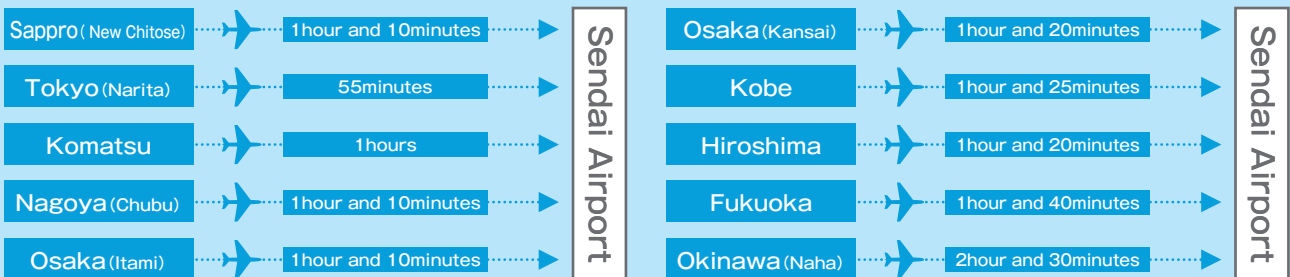 Sappro(New Chitose) 1hour and 10minutes
Tokyo(Narita) 55minutes
Komatsu 1hours
Nagoya(Chubu) 1hour and 10minutes
Osaka(Itami) 1hour and 10minutes
Sendai Airport
Osaka(Kansai) 1hour and 20minutes
Kobe 1hour and 25minutes
Hiroshima 1hour and 20minutes
Fukuoka 1hour and 40minutes
Okinawa(Naha) 2hour and 30minutes
Sendai Airport